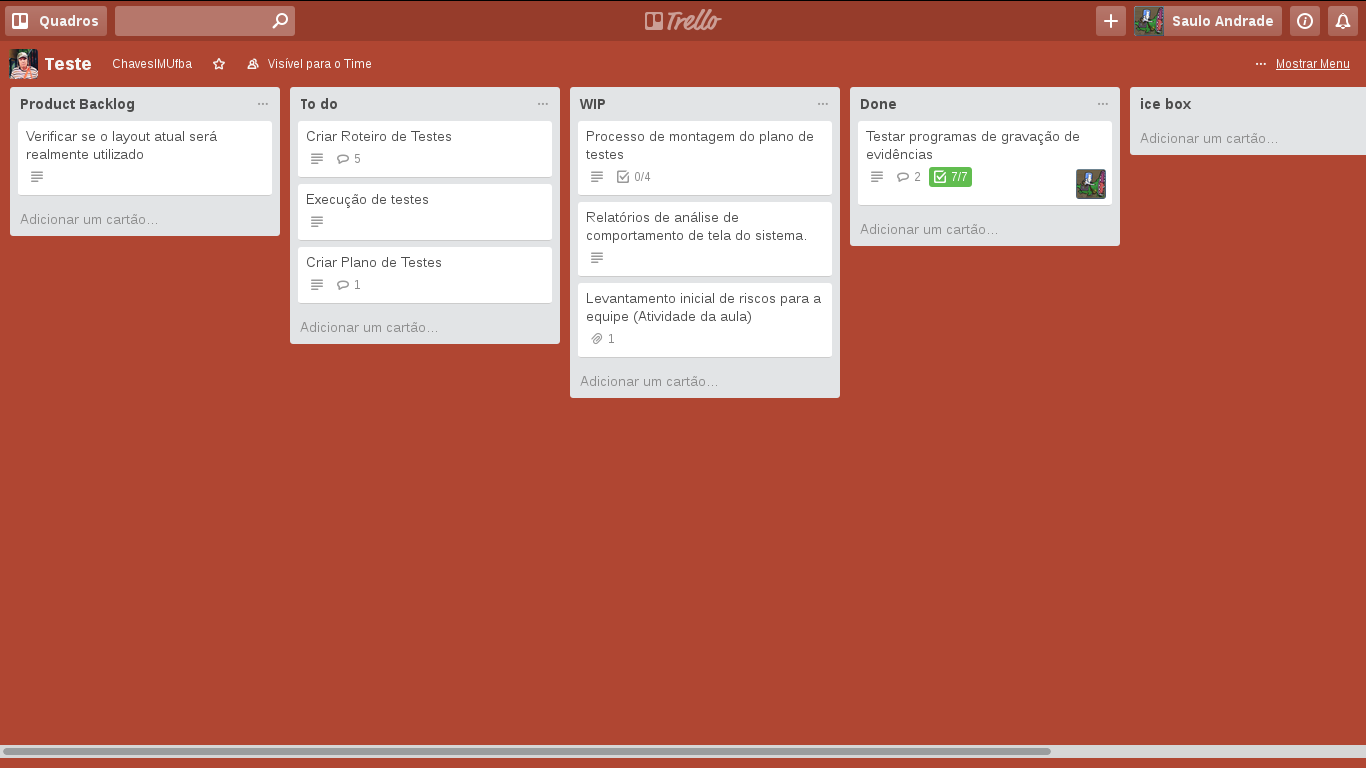 Quadros
Trello
Saulo Andrade
Teste
ChavesIMUfba
Visível para o Time
Mostrar Menu
Product Backlog
Verificar se o layout atual será
realmente utilizado
Adicionar um cartão...
To do
Criar Roteiro de Testes
5
Execução de testes
Criar Plano de Testes
1
Adicionar um cartão...
WIP
Processo de montagem do plano de
testes
0/4
Relatórios de análise de
comportamento de tela do sistema.
Levantamento inicial de riscos para a
equipe (Atividade da aula)
1
Adicionar um cartão...
Done
Testar programas de gravação de
evidências
2
7/7
Adicionar um cartão...
ice box
Adicionar um cartão...